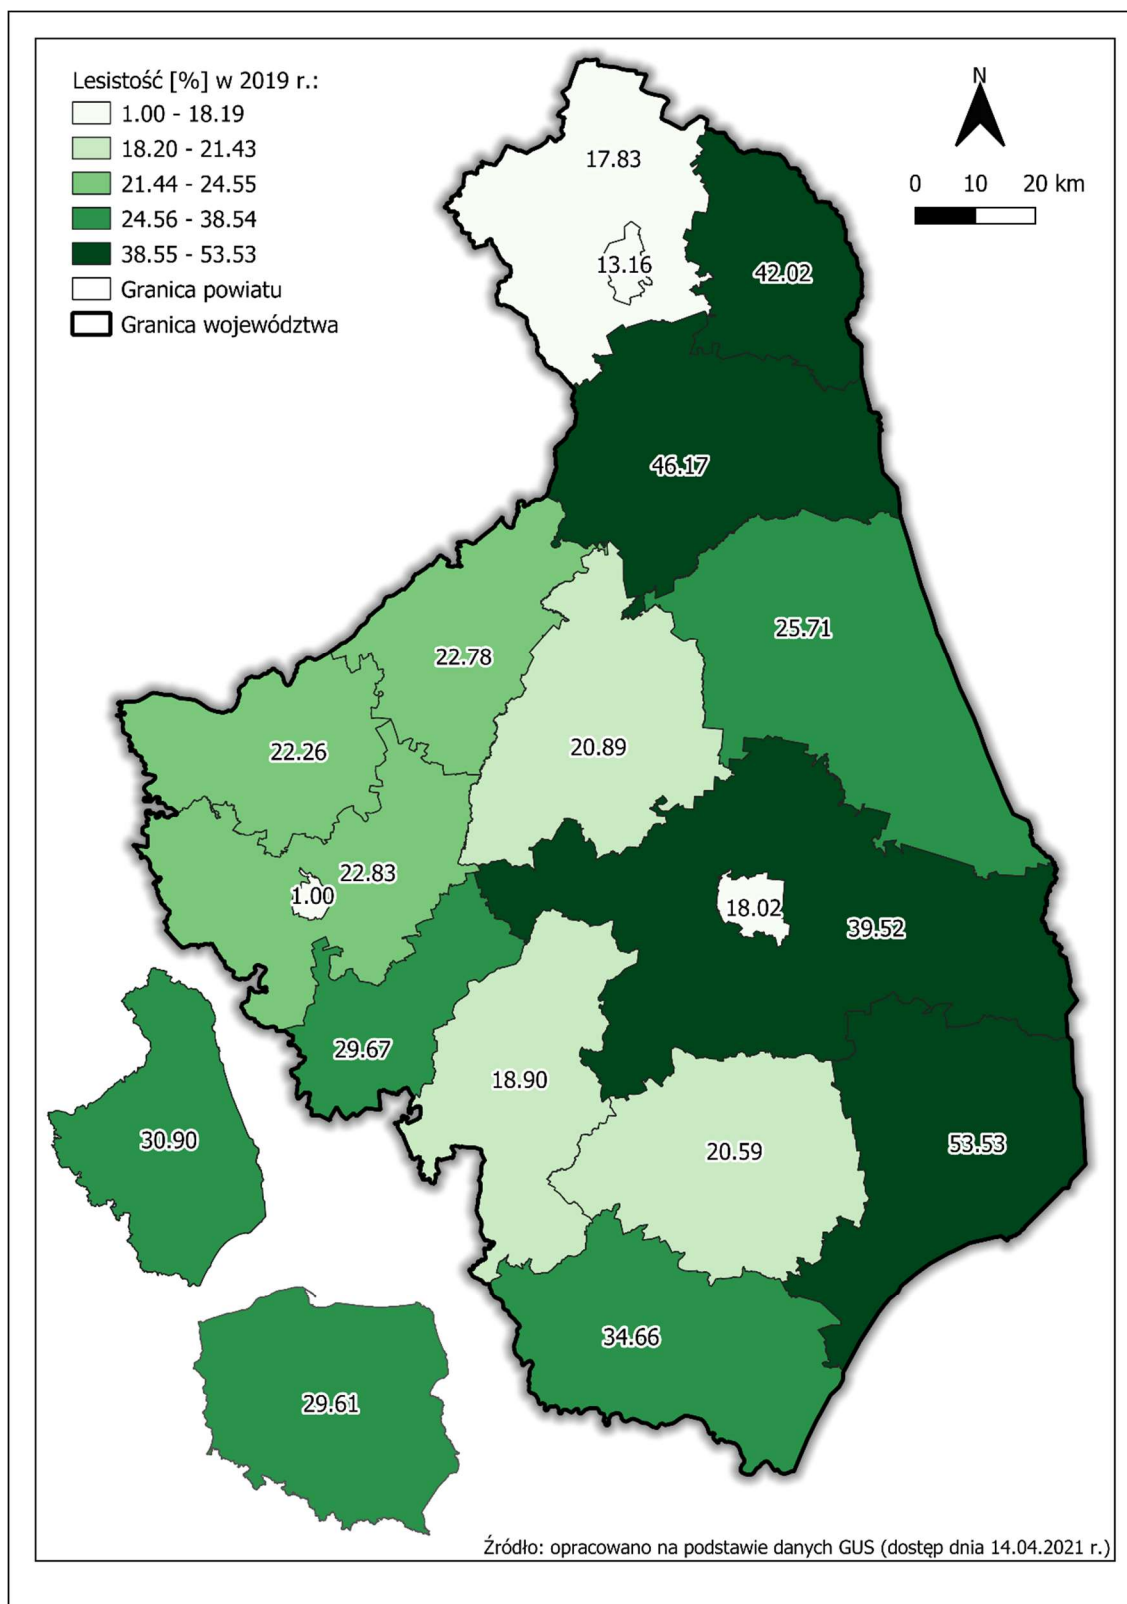 Lesistość [%] w 2019 r.:
1.00 - 18.19
18.20 - 21.43
21.44 - 24.55
24.56 - 38.54
38.55 - 53.53
Granica powiatu
Granica województwa
N
0 10 20 km
17.83
13.16
42.02
46.17
25.71
22.78
20.89
22.26
22.83
1.00
18.02
39.52
29.67
18.90
20.59
53.53
30.90
34.66
29.61
Źródło: opracowano na podstawie danych GUS (dostęp dnia 14.04.2021 r.)